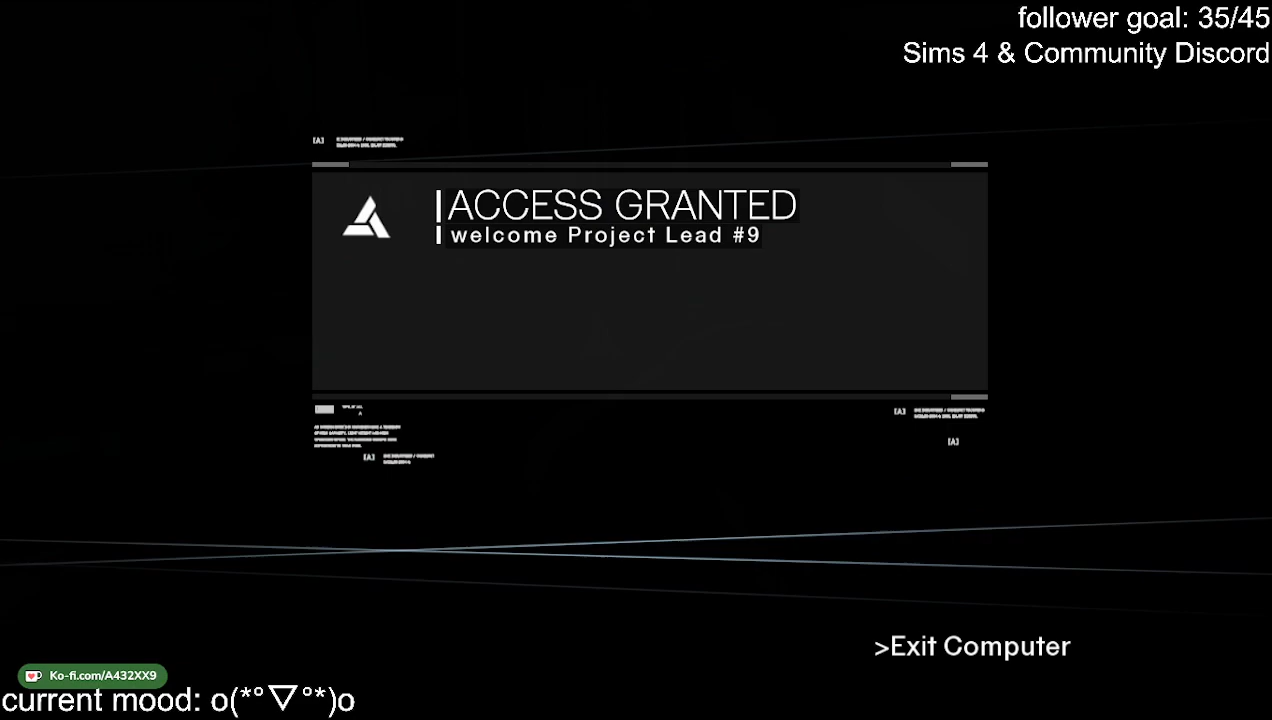 follower goal: 35/45
Sims 4 & Community Discord
[A]
ACCESS GRANTED
welcome Project Lead #9
[A]
[A]
[A]
>Exit Computer
Ko-fi.com/A432XX9
current mood: o(*°▽°*)o